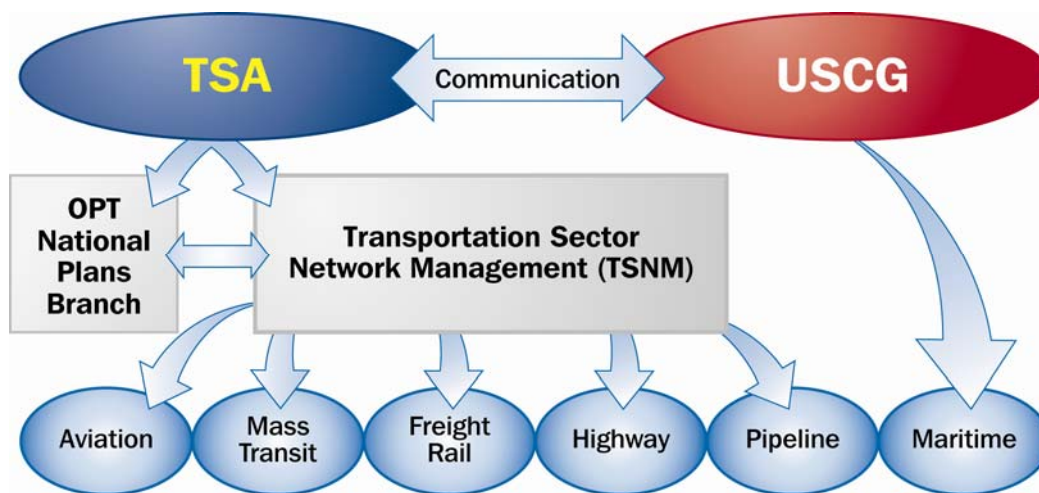 TSA
Communication
USCG
OPT
National
Plans
Branch
Transportation Sector
Network Management (TSNM)
Aviation
Mass
Transit
Freight
Rail
Highway
Pipeline
Maritime